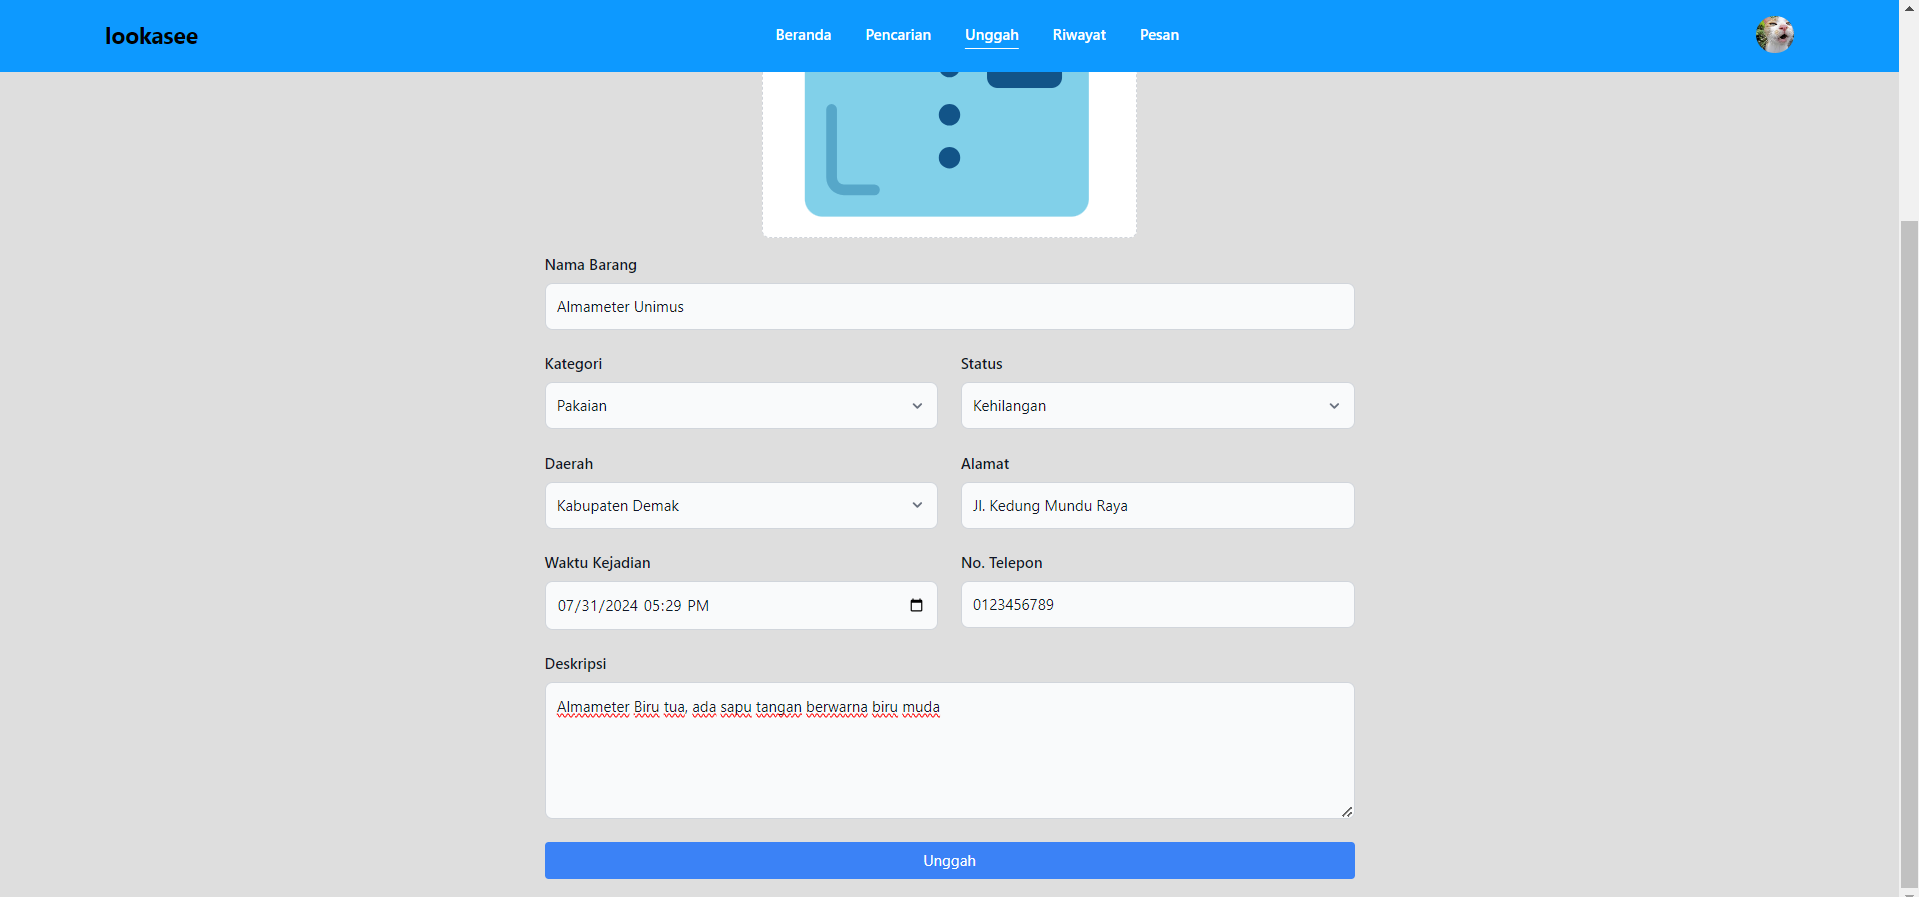 lookasee
Beranda Pencarian Unggah Riwayat Pesan
Nama Barang
Almameter Unimus
Kategori Status
Pakaian Kehilangan
Daerah Alamat
Kabupaten Demak Jl. Kedung Mundu Raya
Waktu Kejadian No. Telepon
07/31/2024 05:29 PM 0123456789
Deskripsi
Almameter Biru tua, ada sapu tangan berwarna biru muda
Unggah